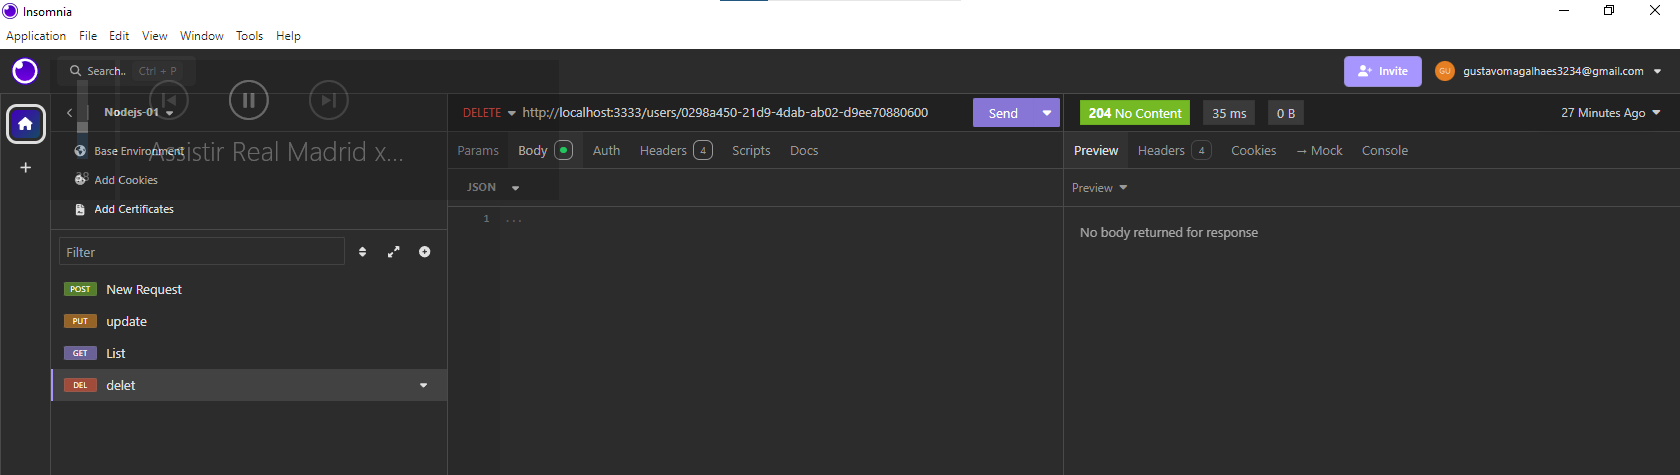 Insomnia
Application File Edit View Window Tools Help
Search.. Ctrl + P
Invite
GU gustavomagalhaes3234@gmail.com
Nodejs-01
DELETE http://localhost:3333/users/0298a450-21d9-4dab-ab02-d9ee70880600
Send
204 No Content 35 ms 0 B
27 Minutes Ago
Base Environment
Assistir Real Madrid x...
Params Body Auth Headers 4 Scripts Docs
Preview Headers 4 Cookies → Mock Console
38
Add Cookies
JSON
Preview
Add Certificates
1 ...
No body returned for response
Filter
POST New Request
PUT update
GET List
DEL delet